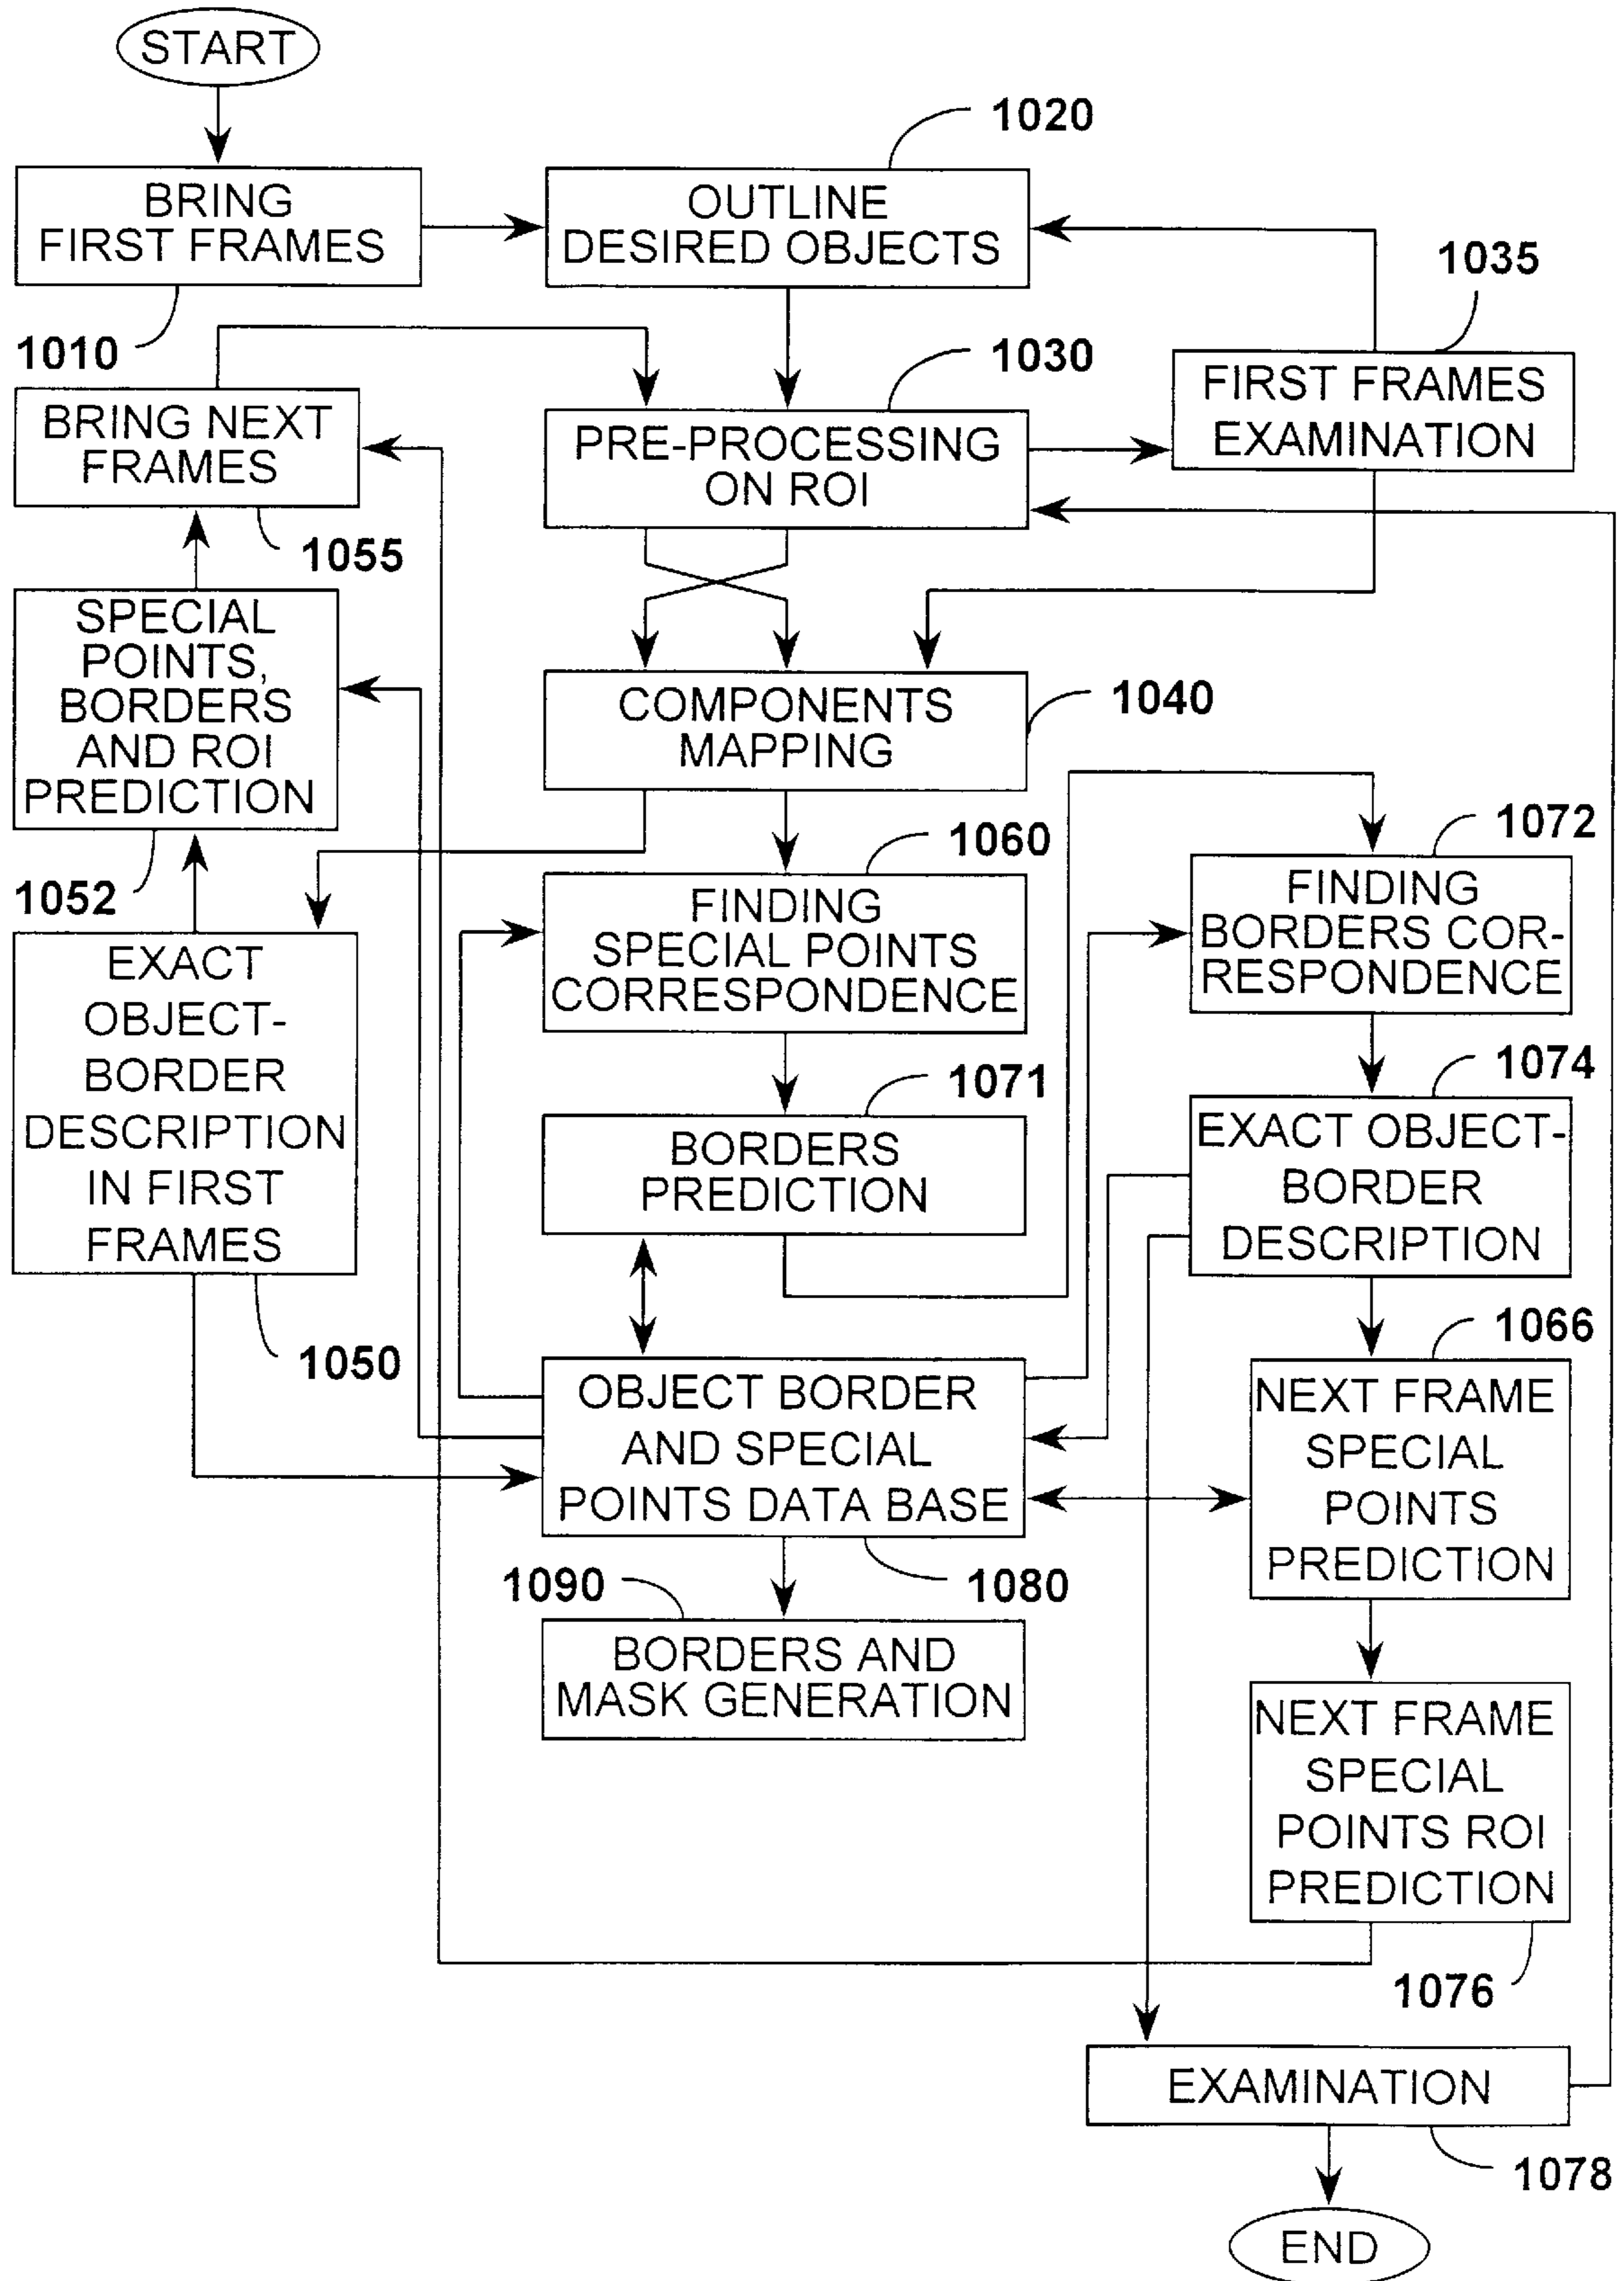 START
1020
BRING
FIRST FRAMES
OUTLINE
DESIRED OBJECTS
1035
1010
1030
FIRST FRAMES
EXAMINATION
BRING NEXT
FRAMES
PRE-PROCESSING
ON ROI
1055
SPECIAL
POINTS,
BORDERS
AND ROI
PREDICTION
COMPONENTS
MAPPING
1040
1052
1060
1072
FINDING
SPECIAL POINTS
CORRESPONDENCE
FINDING
BORDERS COR-
RESPONDENCE
EXACT
OBJECT-
BORDER
DESCRIPTION
IN FIRST
FRAMES
1071
1074
BORDERS
PREDICTION
EXACT OBJECT-
BORDER
DESCRIPTION
1050
1066
OBJECT BORDER
AND SPECIAL
POINTS DATA BASE
NEXT FRAME
SPECIAL
POINTS
PREDICTION
1090
1080
BORDERS AND
MASK GENERATION
NEXT FRAME
SPECIAL
POINTS ROI
PREDICTION
1076
EXAMINATION
1078
END